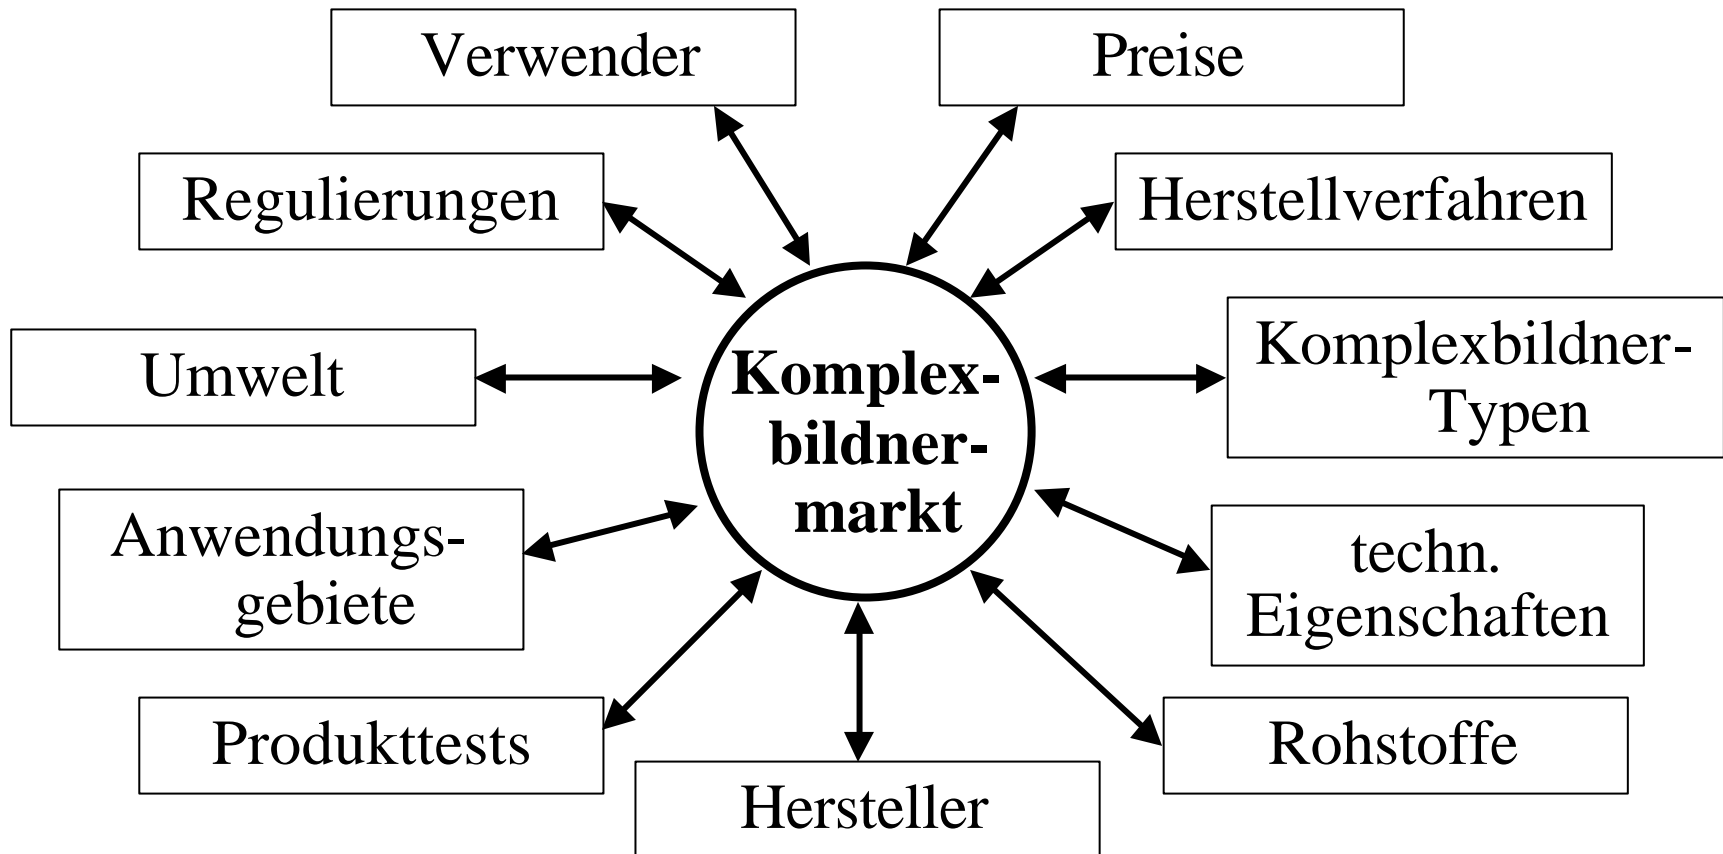 Verwender
Preise
Regulierungen
Herstellverfahren
Umwelt
Komplex-
bildner-
markt
Komplexbildner-
Typen
Anwendungs-
gebiete
techn.
Eigenschaften
Produkttests
Hersteller
Rohstoffe